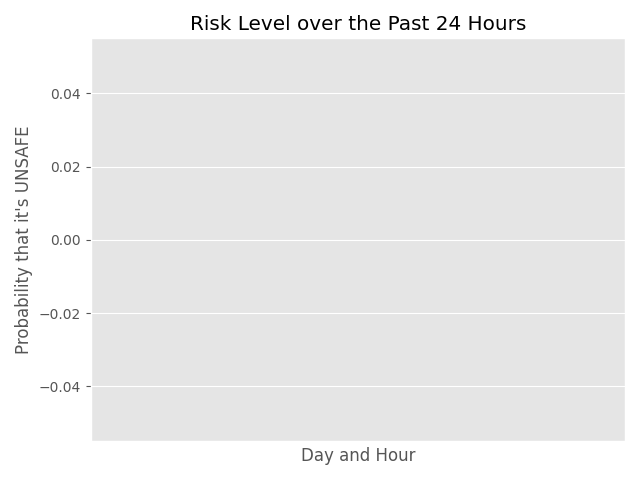 Risk Level over the Past 24 Hours
0.04
0.02
0.00
−0.02
−0.04
Probability that it's UNSAFE
Day and Hour